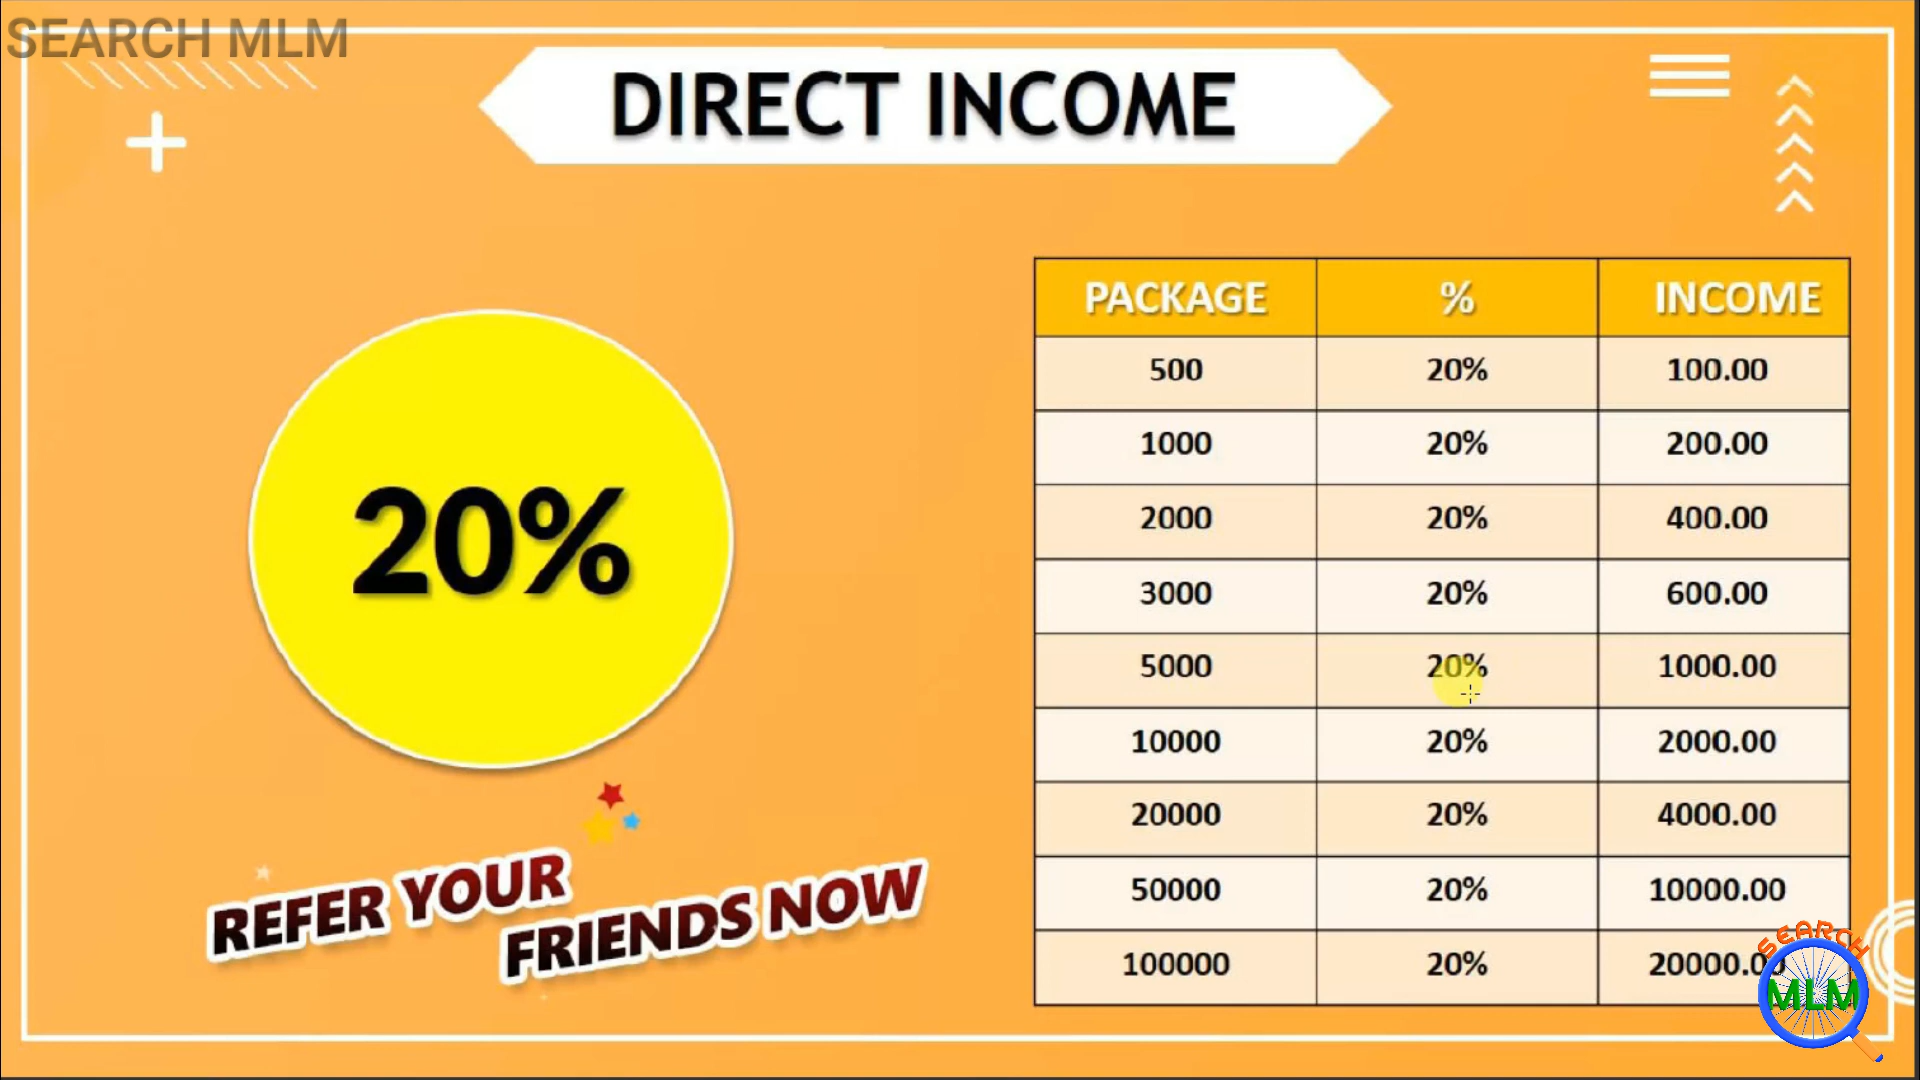 SEARCH MLM
DIRECT INCOME
20%
REFER YOUR
FRIENDS NOW
PACKAGE % INCOME
500 20% 100.00
1000 20% 200.00
2000 20% 400.00
3000 20% 600.00
5000 20% 1000.00
10000 20% 2000.00
20000 20% 4000.00
50000 20% 10000.00
100000 20% 20000.00
SEARCH
MLM